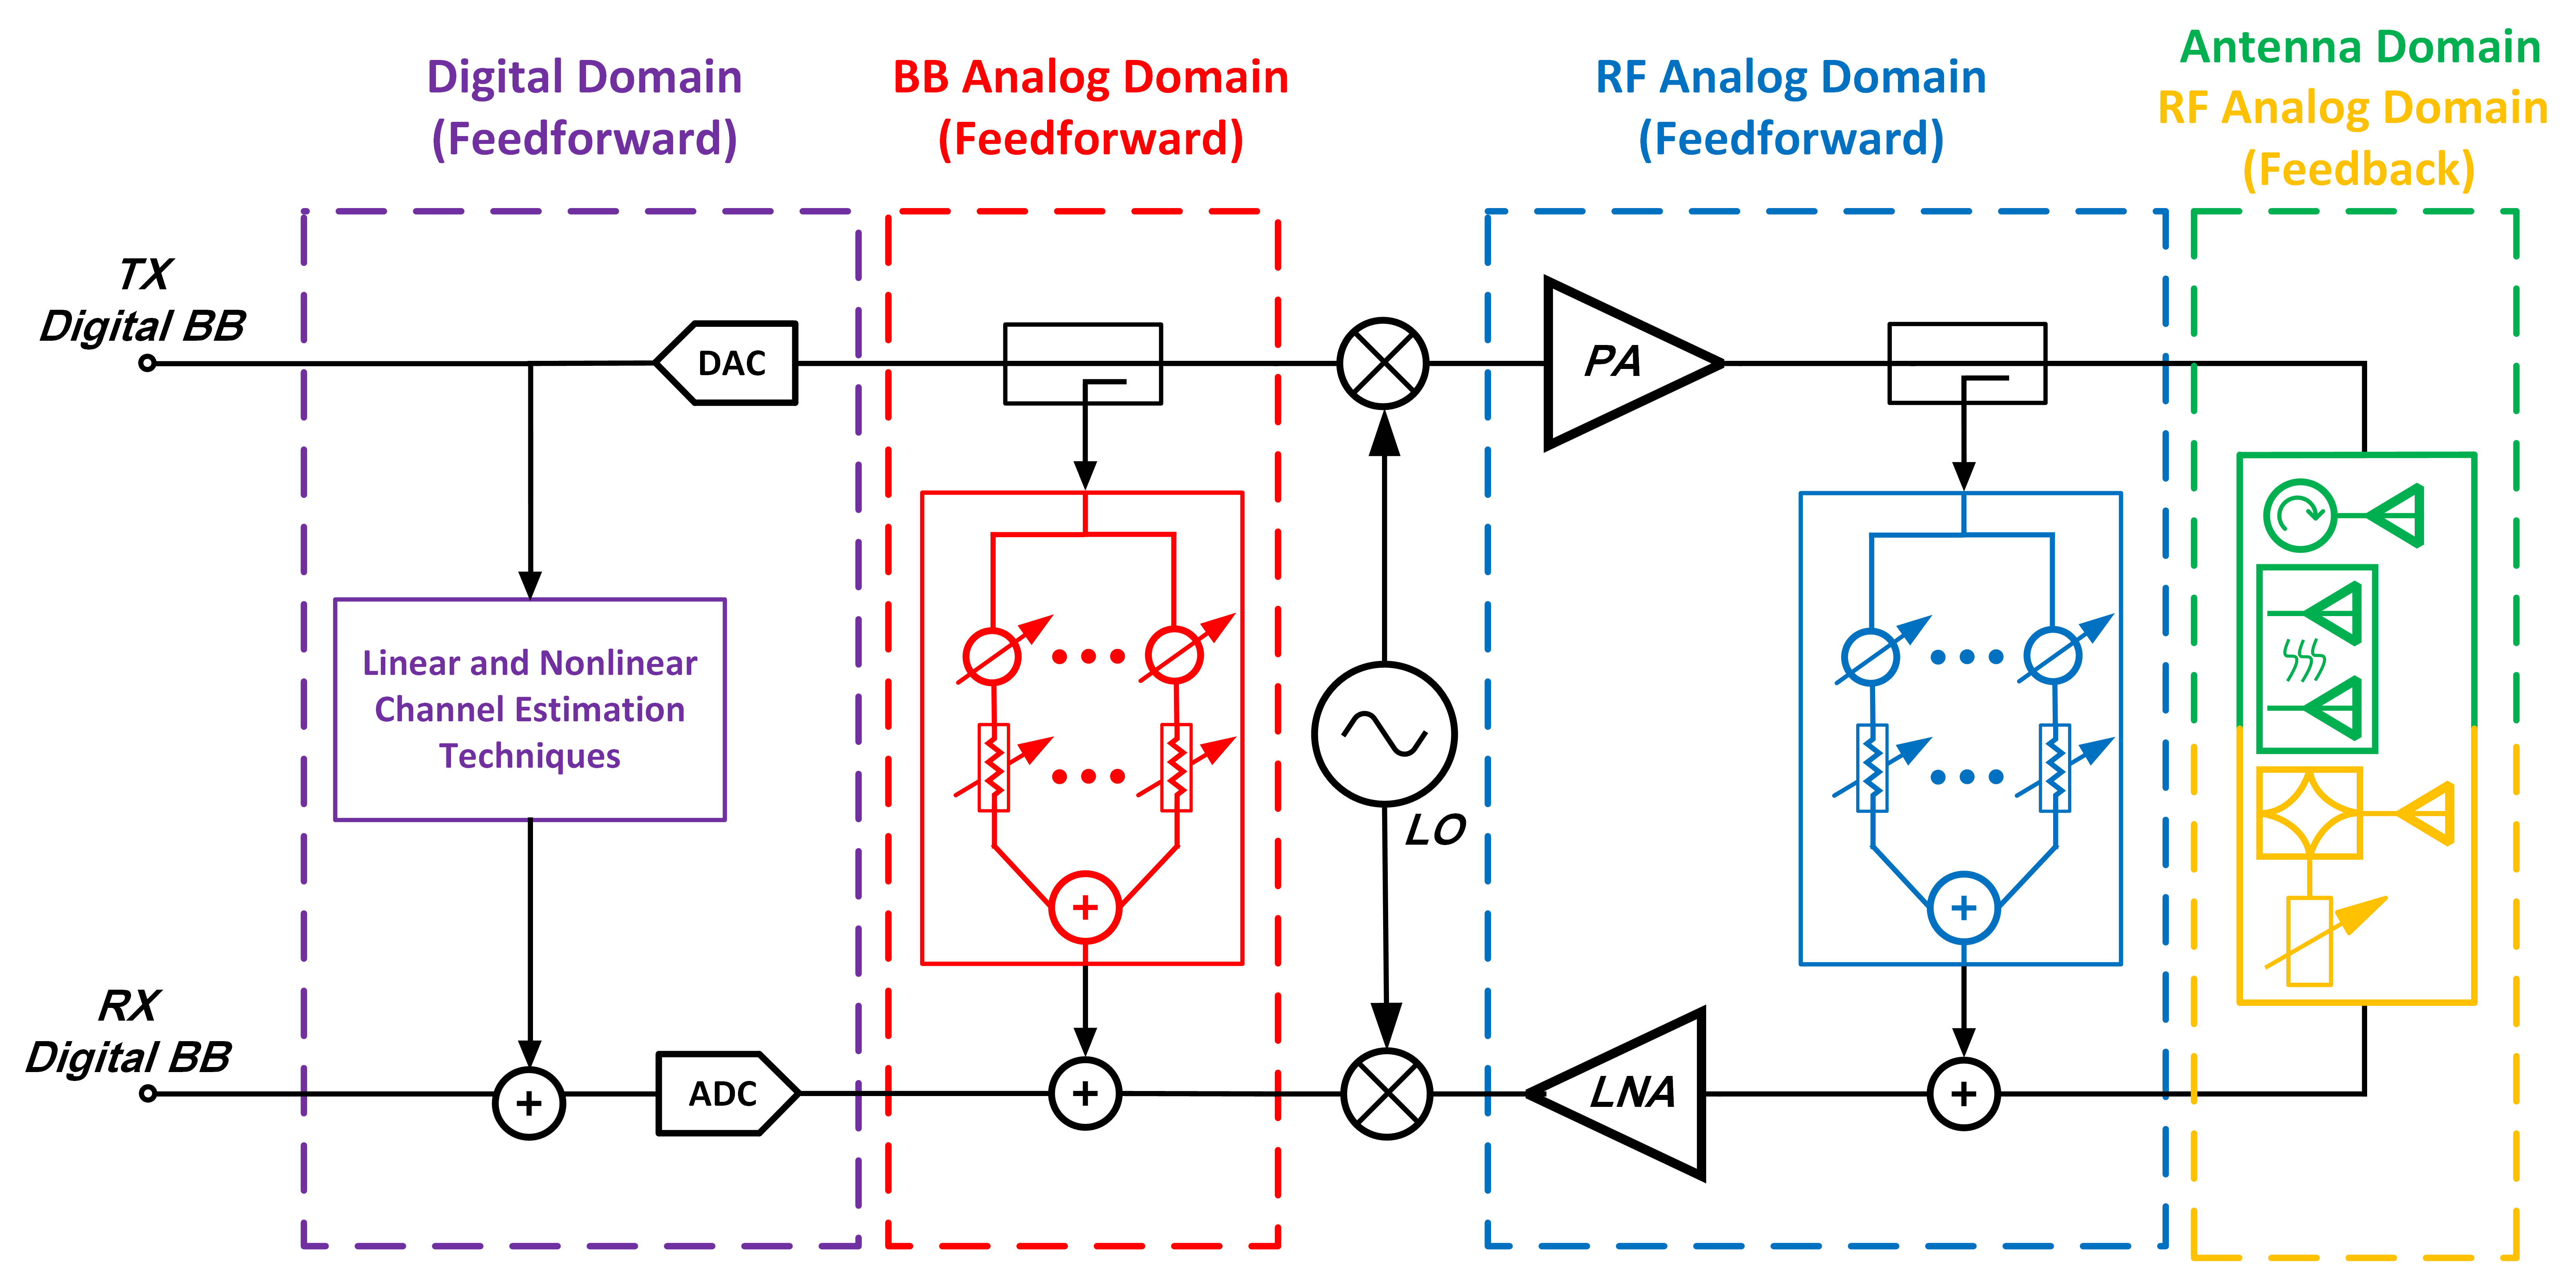 Digital Domain
(Feedforward)
BB Analog Domain
(Feedforward)
RF Analog Domain
(Feedforward)
Antenna Domain
RF Analog Domain
(Feedback)
TX
Digital BB
DAC
PA
Linear and Nonlinear
Channel Estimation
Techniques
LO
RX
Digital BB
ADC
LNA
+
+
+
+
+